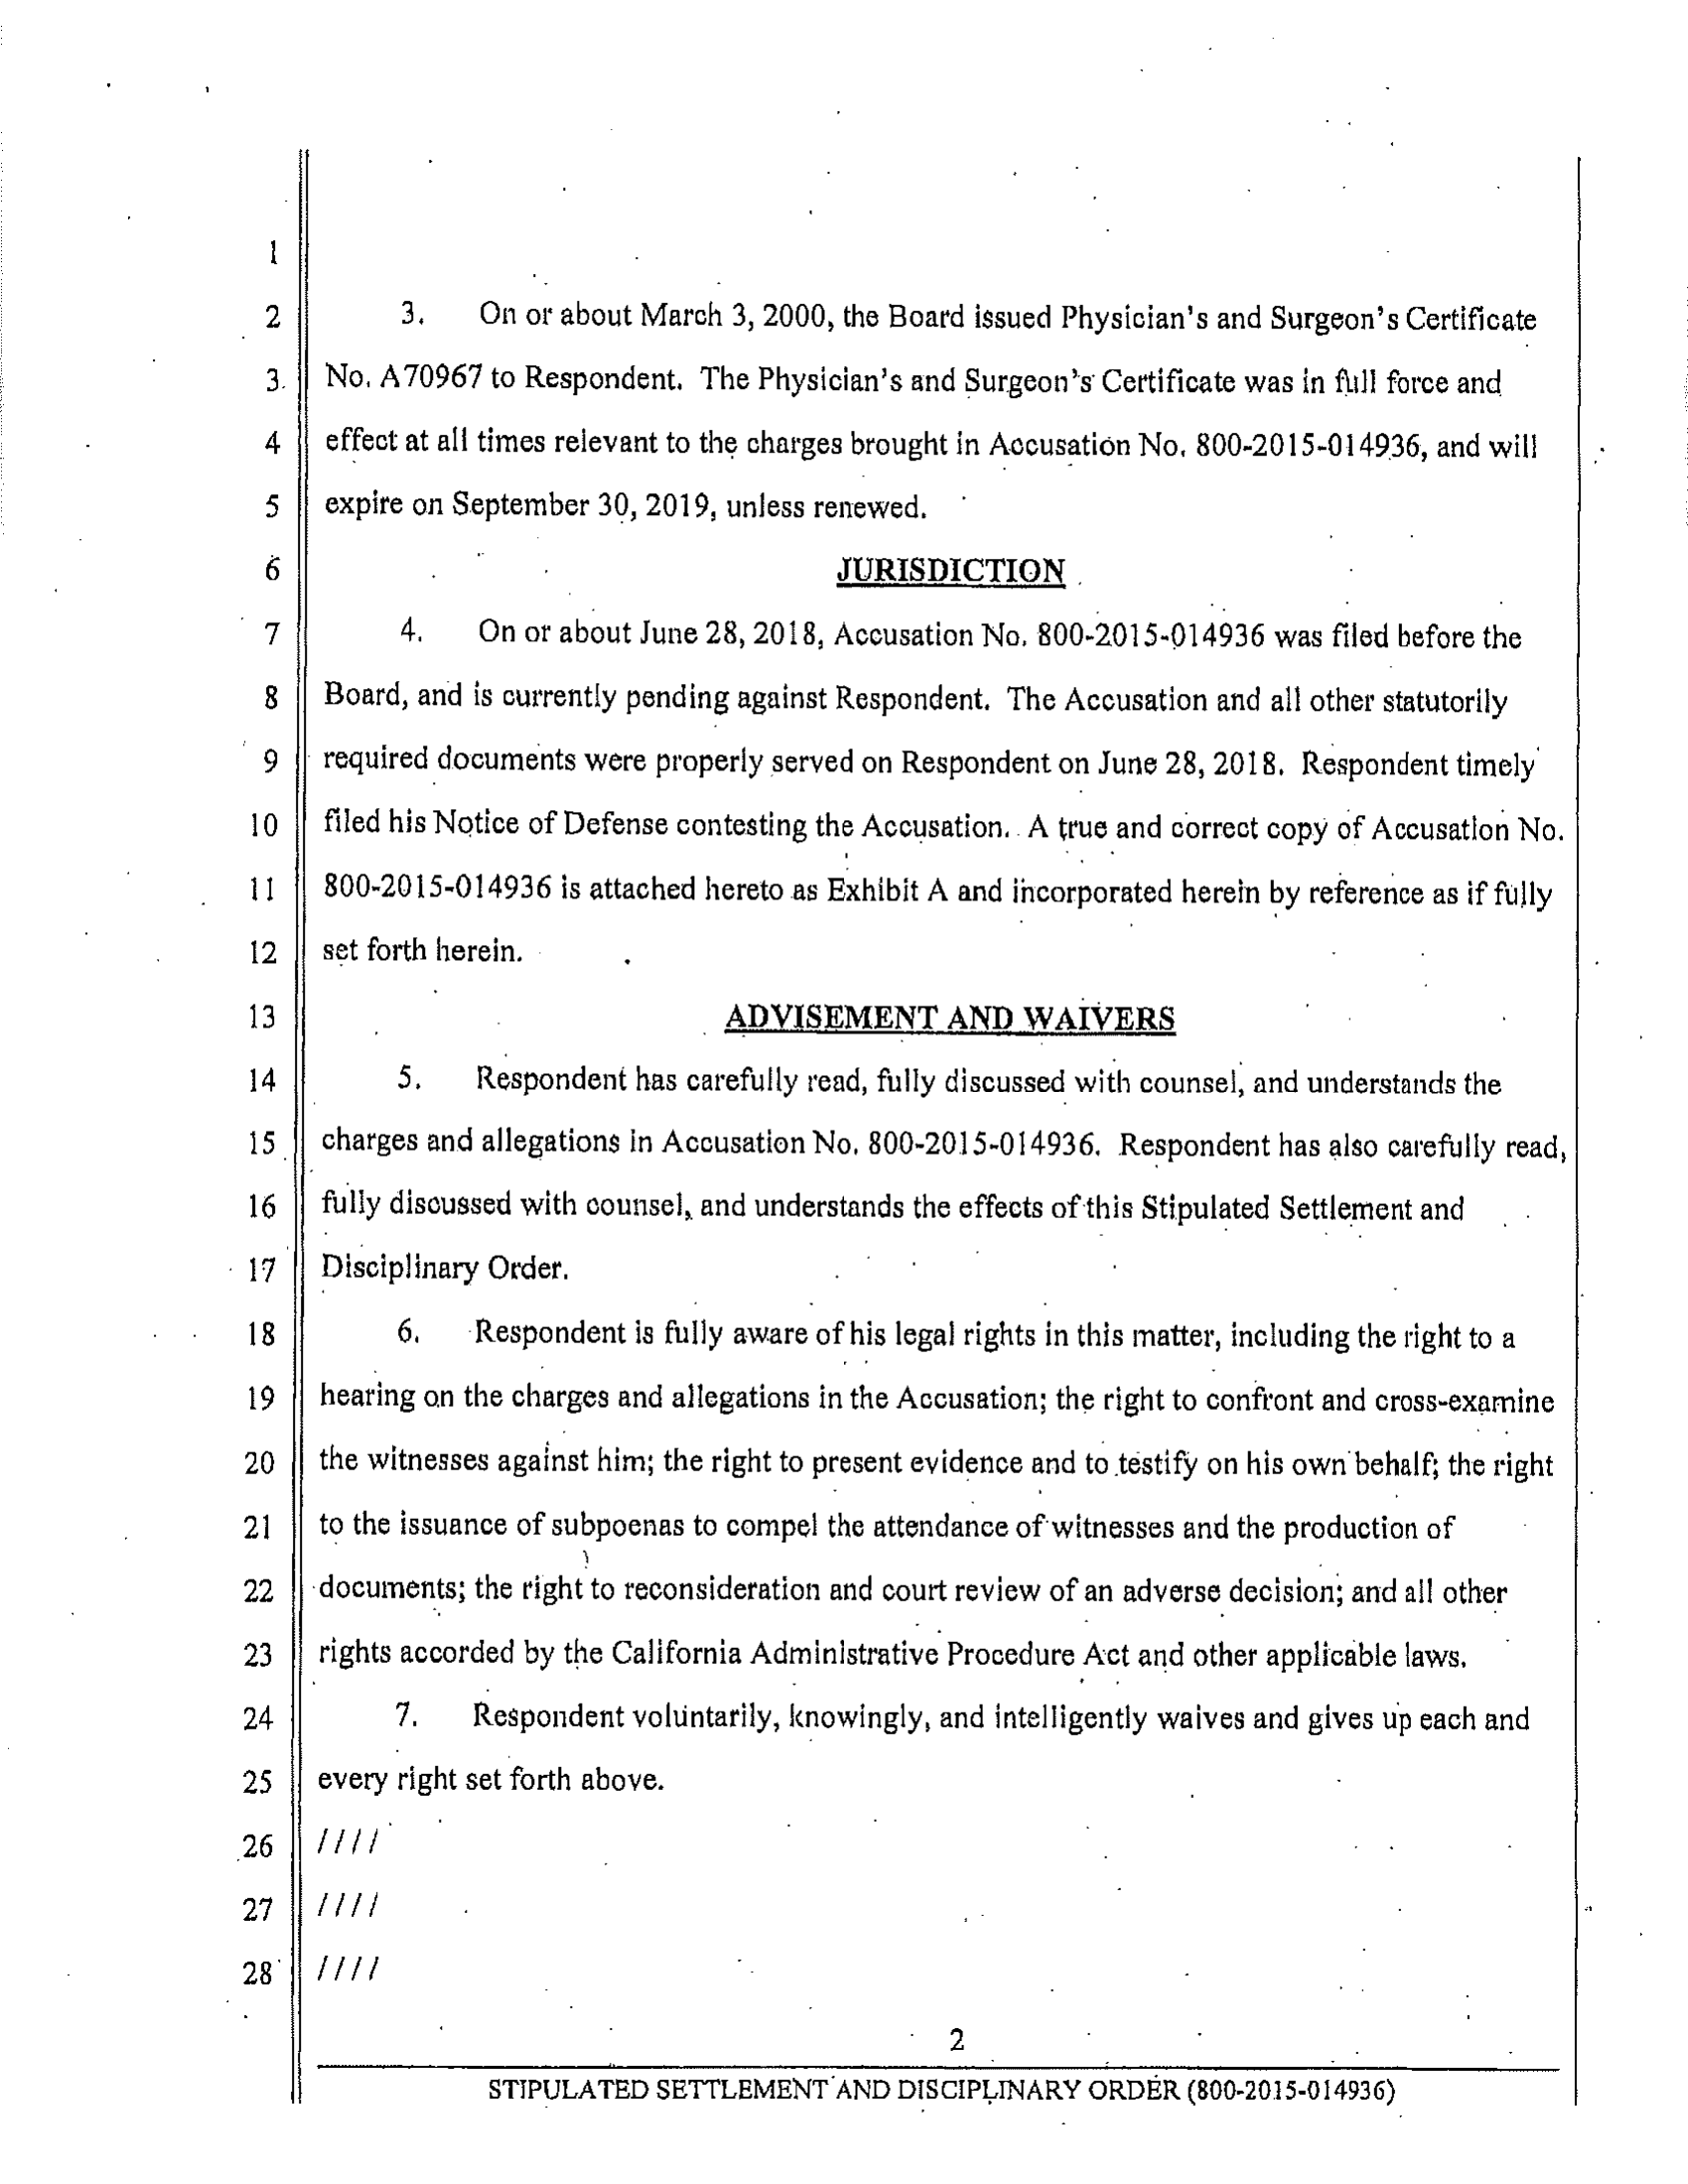 1
2 3. On or about March 3, 2000, the Board issued Physician's and Surgeon's Certificate
3 No. A70967 to Respondent. The Physician's and Surgeon's Certificate was in full force and
4 effect at all times relevant to the charges brought in Accusation No. 800-2015-014936, and will
5 expire on September 30, 2019, unless renewed.
6 JURISDICTION
7 4. On or about June 28, 2018, Accusation No. 800-2015-014936 was filed before the
8 Board, and is currently pending against Respondent. The Accusation and all other statutorily
9 required documents were properly served on Respondent on June 28, 2018. Respondent timely
10 filed his Notice of Defense contesting the Accusation. A true and correct copy of Accusation No.
11 800-2015-014936 is attached hereto as Exhibit A and incorporated herein by reference as if fully
12 set forth herein.
13 ADVISEMENT AND WAIVERS
14 5. Respondent has carefully read, fully discussed with counsel, and understands the
15 charges and allegations in Accusation No. 800-2015-014936. Respondent has also carefully read,
16 fully discussed with counsel, and understands the effects of this Stipulated Settlement and
17 Disciplinary Order.
18 6. Respondent is fully aware of his legal rights in this matter, including the right to a
19 hearing on the charges and allegations in the Accusation; the right to confront and cross-examine
20 the witnesses against him; the right to present evidence and to testify on his own behalf; the right
21 to the issuance of subpoenas to compel the attendance of witnesses and the production of
22 documents; the right to reconsideration and court review of an adverse decision; and all other
23 rights accorded by the California Administrative Procedure Act and other applicable laws.
24 7. Respondent voluntarily, knowingly, and intelligently waives and gives up each and
25 every right set forth above.
26 ////
27 ////
28 ////
2
STIPULATED SETTLEMENT AND DISCIPLINARY ORDER (800-2015-014936)